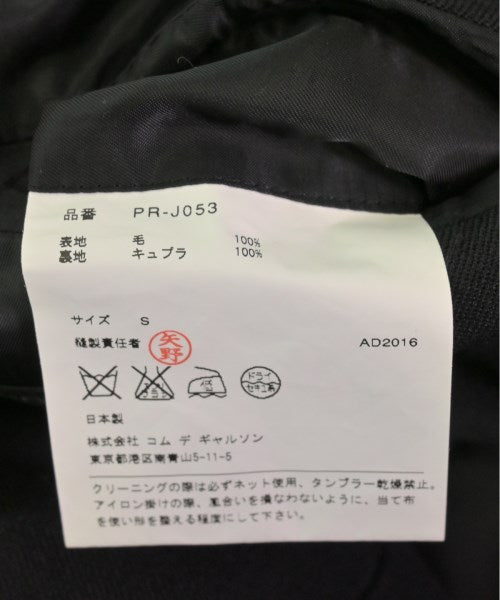 品番 PR-J053
表地 毛 100%
裏地 キュプラ 100%
サイズ S
縫製責任者 矢野 AD2016
低 ドライ セキユ系
日本製
株式会社 コム デ ギャルソン
東京都港区南青山5-11-5
クリーニングの際は必ずネット使用、タンブラー乾燥禁止。
アイロン掛けの際、風合いを損なわないように、当て布
を使い形を整える程度にして下さい。